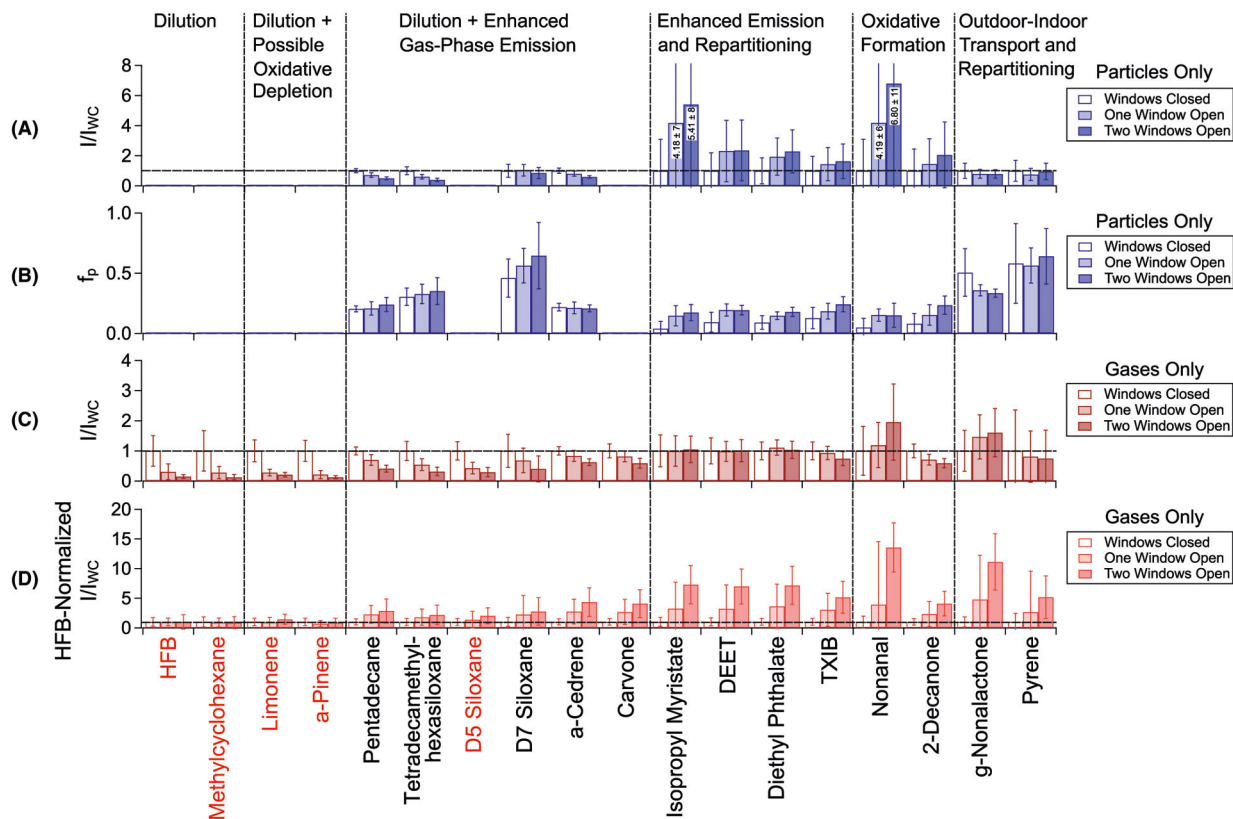 Dilution
Dilution +
Possible
Oxidative
Depletion
Dilution + Enhanced
Gas-Phase Emission
Enhanced Emission
and Repartitioning
Oxidative
Formation
Outdoor-Indoor
Transport and
Repartitioning
(A)
I/IWC
8
6
4
2
0
4.18 ± 7
5.41 ± 8
4.19 ± 6
6.80 ± 11
Particles Only
Windows Closed
One Window Open
Two Windows Open
(B)
fp
1.0
0.5
0.0
Particles Only
Windows Closed
One Window Open
Two Windows Open
(C)
I/IWC
4
3
2
1
0
Gases Only
Windows Closed
One Window Open
Two Windows Open
(D)
HFB-Normalized
I/IWC
20
15
10
5
0
Gases Only
Windows Closed
One Window Open
Two Windows Open
HFB
Methylcyclohexane
Limonene
a-Pinene
Pentadecane
Tetradecamethyl-
hexasiloxane
D5 Siloxane
D7 Siloxane
a-Cedrene
Carvone
Isopropyl Myristate
DEET
Diethyl Phthalate
TXIB
Nonanal
2-Decanone
g-Nonalactone
Pyrene